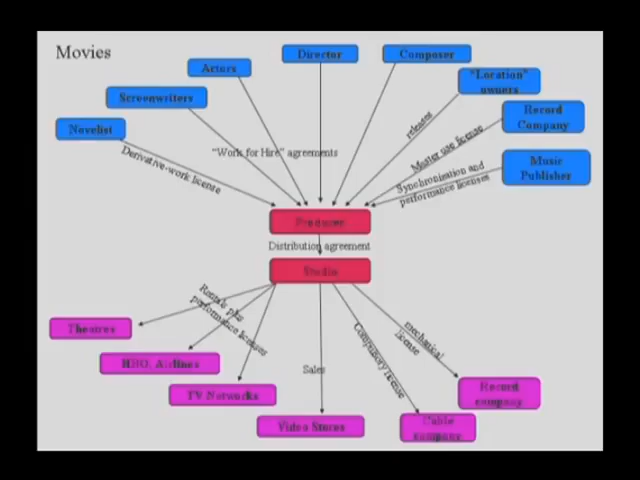 Movies
Director
Composer
Actors
"Location"
owners
Screenwriters
Record
Company
Novelist
releases
Master use license
"Work for Hire" agreements
Derivative-work license
Music
Publisher
Synchronization and
performance licenses
Producer
Distribution agreement
Studio
Rentals plus
performance licenses
Theatres
HBO; Airlines
TV Networks
Sales
Compulsory license
mechanical
license
Record
company
Video Stores
Cable
company